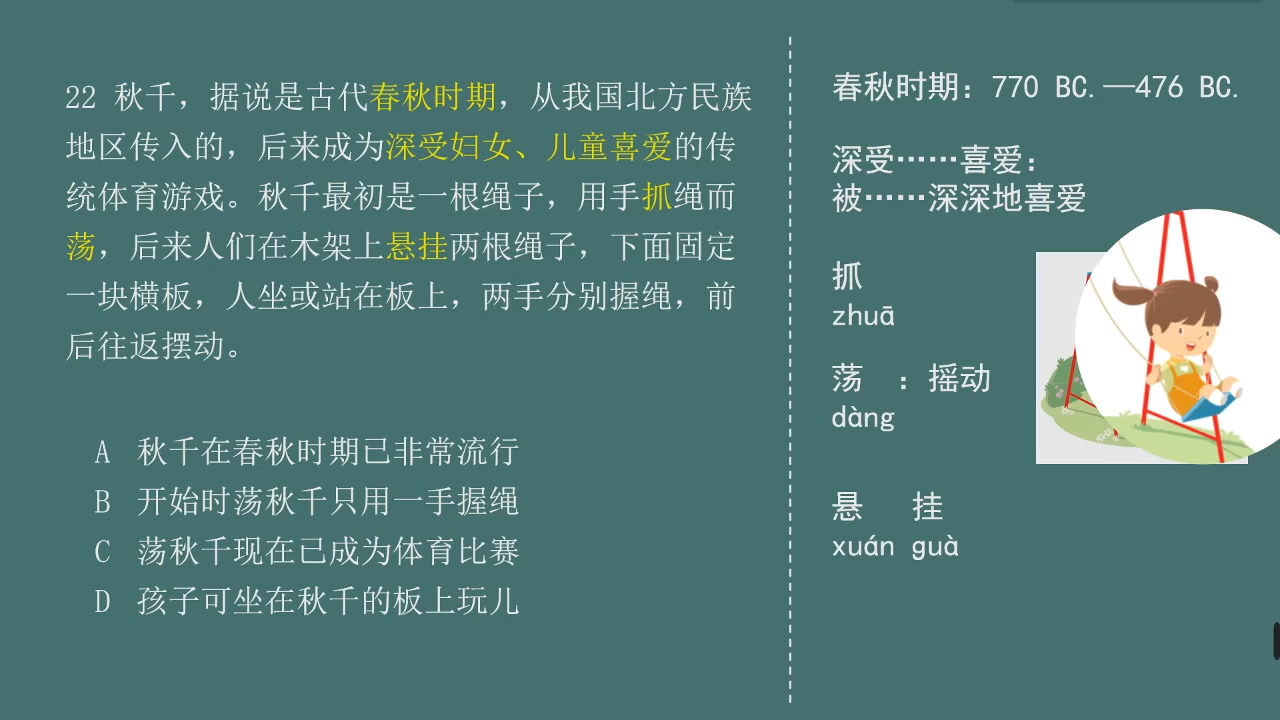 22 秋千，据说是古代春秋时期，从我国北方民族
地区传入的，后来成为深受妇女、儿童喜爱的传
统体育游戏。秋千最初是一根绳子，用手抓绳而
荡，后来人们在木架上悬挂两根绳子，下面固定
一块横板，人坐或站在板上，两手分别握绳，前
后往返摆动。
A 秋千在春秋时期已非常流行
B 开始时荡秋千只用一手握绳
C 荡秋千现在已成为体育比赛
D 孩子可坐在秋千的板上玩儿
春秋时期：770 BC.—476 BC.
深受……喜爱：
被……深深地喜爱
抓
zhuā
荡 ：摇动
dàng
悬 挂
xuán guà